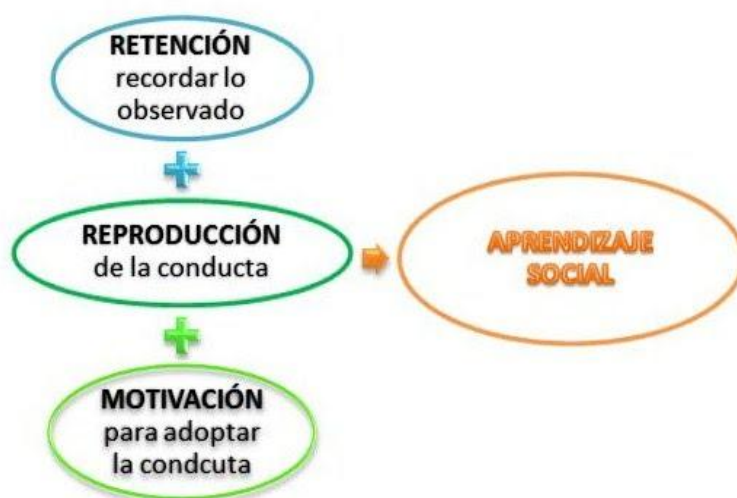 RETENCIÓN
recordar lo
observado
REPRODUCCIÓN
de la conducta
APRENDIZAJE
SOCIAL
MOTIVACIÓN
para adoptar
la condcuta